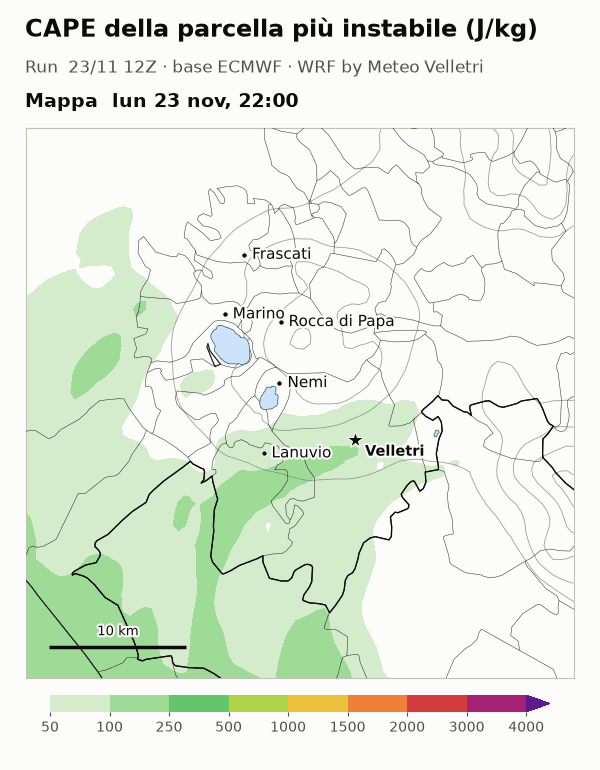 CAPE della parcella più instabile (J/kg)
Run  23/11 12Z · base ECMWF · WRF by Meteo Velletri
Mappa  lun 23 nov, 22:00
Frascati
Marino
Rocca di Papa
Nemi
Lanuvio
Velletri
10 km
50 100 250 500 1000 1500 2000 3000 4000